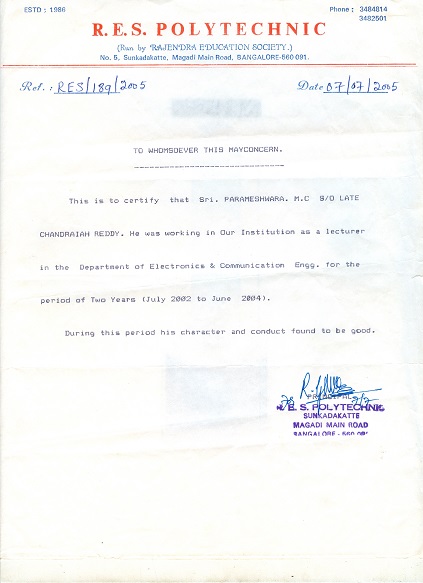 ESTD : 1986
Phone : 3484814
3482501
R.E.S. POLYTECHNIC
(Run by RAJENDRA EDUCATION SOCIETY.)
No. 5, Sunkadakatte, Magadi Main Road, BANGALORE-560 091.
Ref. : RES/189/2005
Date 07/07/2005
TO WHOMSOEVER THIS MAYCONCERN.
This is to certify that Sri. PARAMESHWARA. M.C S/O LATE
CHANDRAIAH REDDY. He was working in Our Institution as a lecturer
in the Department of Electronics & Communication Engg. for the
period of Two Years (July 2002 to June 2004).
During this period his character and conduct found to be good.
PRINCIPAL
R. E. S. POLYTECHNIC
SUNKADAKATTE
MAGADI MAIN ROAD
BANGALORE - 560 091